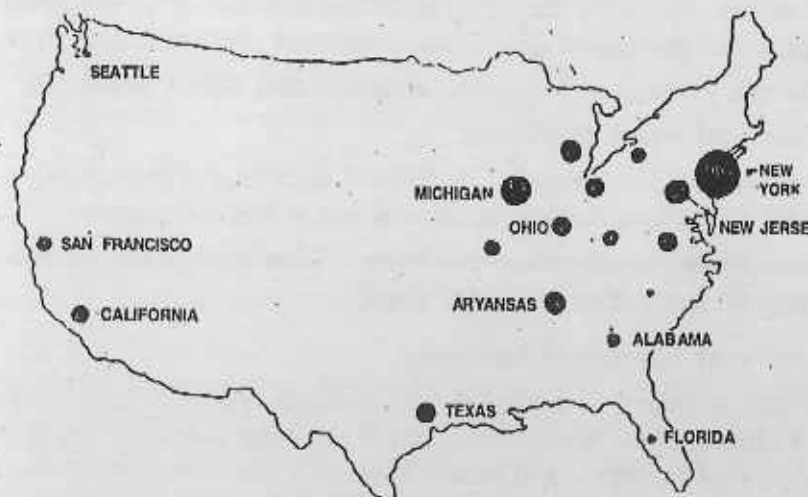 SEATTLE
NEW
YORK
MICHIGAN
OHIO
NEW JERSE
SAN FRANCISCO
ARYANSAS
CALIFORNIA
ALABAMA
TEXAS
FLORIDA